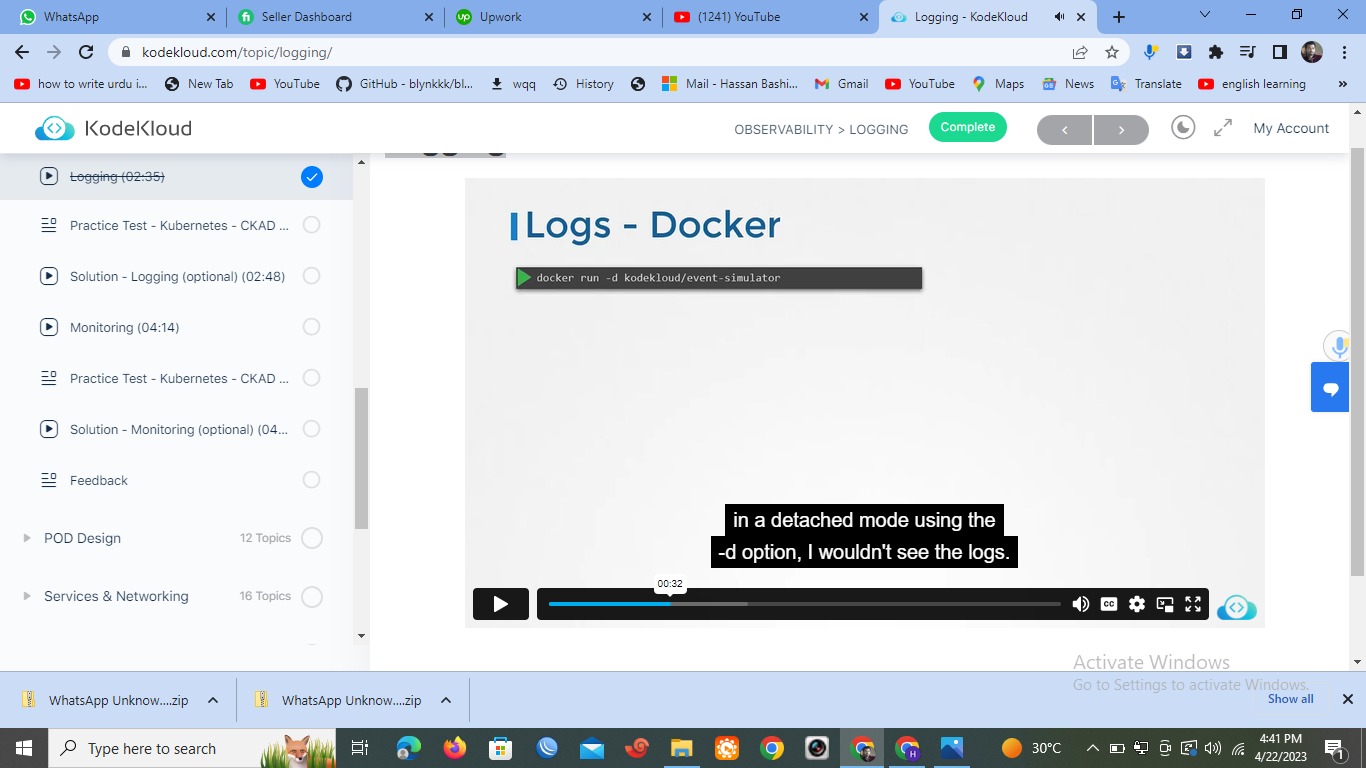 WhatsApp
Seller Dashboard
Upwork
(1241) YouTube
Logging - KodeKloud
kodekloud.com/topic/logging/
how to write urdu i...
New Tab
YouTube
GitHub - blynkkk/bl...
wqq
History
Mail - Hassan Bashi...
Gmail
YouTube
Maps
News
Translate
english learning
KodeKloud
OBSERVABILITY > LOGGING
Complete
My Account
Logging (02:35)
Practice Test - Kubernetes - CKAD ...
Solution - Logging (optional) (02:48)
Monitoring (04:14)
Practice Test - Kubernetes - CKAD ...
Solution - Monitoring (optional) (04...
Feedback
POD Design 12 Topics
Services & Networking 16 Topics
Logs - Docker
docker run -d kodekloud/event-simulator
in a detached mode using the
-d option, I wouldn't see the logs.
00:32
CC
Activate Windows
Go to Settings to activate Windows.
WhatsApp Unknow....zip
WhatsApp Unknow....zip
Show all
Type here to search
30°C
4:41 PM
4/22/2023